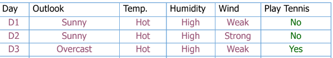 Day Outlook Temp. Humidity Wind Play Tennis
D1 Sunny Hot High Weak No
D2 Sunny Hot High Strong No
D3 Overcast Hot High Weak Yes